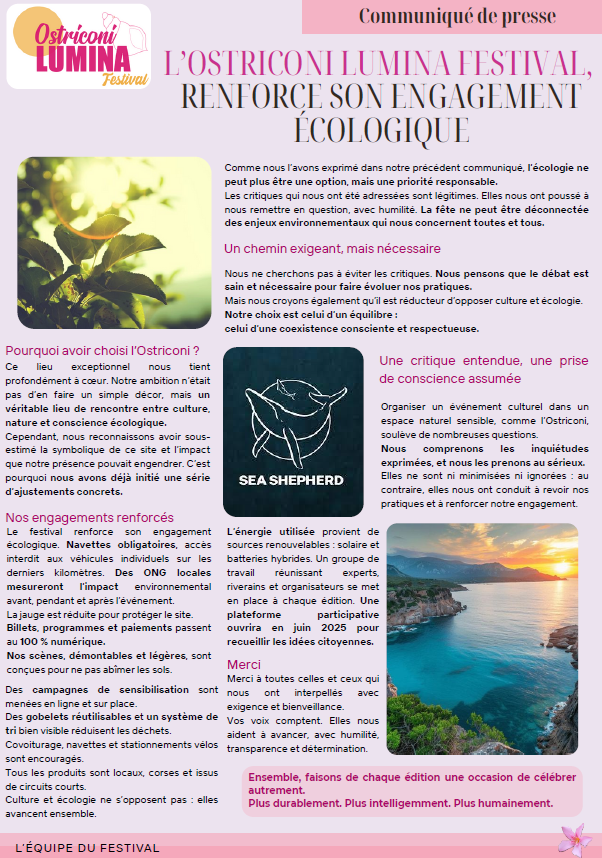 Communiqué de presse
Ostriconi
LUMINA
Festival
L'OSTRICONI LUMINA FESTIVAL,
RENFORCE SON ENGAGEMENT
ÉCOLOGIQUE
Comme nous l'avons exprimé dans notre précédent communiqué, l'écologie ne
peut plus être une option, mais une priorité responsable.
Les critiques qui nous ont été adressées sont légitimes. Elles nous ont poussé à
nous remettre en question, avec humilité. La fête ne peut être déconnectée
des enjeux environnementaux qui nous concernent toutes et tous.
Un chemin exigeant, mais nécessaire
Nous ne cherchons pas à éviter les critiques. Nous pensons que le débat est
sain et nécessaire pour faire évoluer nos pratiques.
Mais nous croyons également qu'il est réducteur d'opposer culture et écologie.
Notre choix est celui d'un équilibre :
celui d'une coexistence consciente et respectueuse.
Pourquoi avoir choisi l'Ostriconi ?
Ce lieu exceptionnel nous tient
profondément à cœur. Notre ambition n'était
pas d'en faire un simple décor, mais un
véritable lieu de rencontre entre culture,
nature et conscience écologique.
Cependant, nous reconnaissons avoir sous-
estimé la symbolique de ce site et l'impact
que notre présence pouvait engendrer. C'est
pourquoi nous avons déjà initié une série
d'ajustements concrets.
SEA SHEPHERD
Une critique entendue, une prise
de conscience assumée
Organiser un événement culturel dans un
espace naturel sensible, comme l'Ostriconi,
soulève de nombreuses questions.
Nous comprenons les inquiétudes
exprimées, et nous les prenons au sérieux.
Elles ne sont ni minimisées ni ignorées : au
contraire, elles nous ont conduit à revoir nos
pratiques et à renforcer notre engagement.
Nos engagements renforcés
Le festival renforce son engagement
écologique. Navettes obligatoires, accès
interdit aux véhicules individuels sur les
derniers kilomètres. Des ONG locales
mesureront l'impact environnemental
avant, pendant et après l'événement.
La jauge est réduite pour protéger le site.
Billets, programmes et paiements passent
au 100 % numérique.
Nos scènes, démontables et légères, sont
conçues pour ne pas abîmer les sols.
Des campagnes de sensibilisation sont
menées en ligne et sur place.
Des gobelets réutilisables et un système de
tri bien visible réduisent les déchets.
Covoiturage, navettes et stationnements vélos
sont encouragés.
Tous les produits sont locaux, corses et issus
de circuits courts.
Culture et écologie ne s'opposent pas : elles
avancent ensemble.
L'énergie utilisée provient de
sources renouvelables : solaire et
batteries hybrides. Un groupe de
travail réunissant experts,
riverains et organisateurs se met
en place à chaque édition. Une
plateforme participative
ouvrira en juin 2025 pour
recueillir les idées citoyennes.
Merci
Merci à toutes celles et ceux qui
nous ont interpellés avec
exigence et bienveillance.
Vos voix comptent. Elles nous
aident à avancer, avec humilité,
transparence et détermination.
Ensemble, faisons de chaque édition une occasion de célébrer
autrement.
Plus durablement. Plus intelligemment. Plus humainement.
L'ÉQUIPE DU FESTIVAL